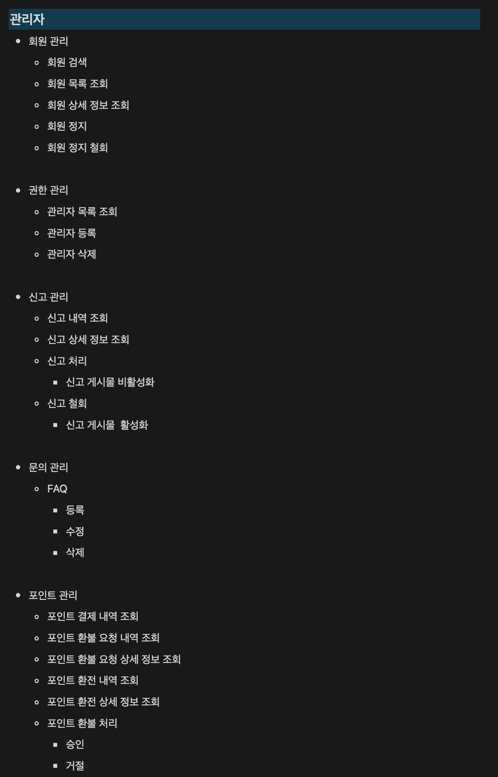 관리자
회원 관리
회원 검색
회원 목록 조회
회원 상세 정보 조회
회원 정지
회원 정지 철회
권한 관리
관리자 목록 조회
관리자 등록
관리자 삭제
신고 관리
신고 내역 조회
신고 상세 정보 조회
신고 처리
신고 게시물 비활성화
신고 철회
신고 게시물  활성화
문의 관리
FAQ
등록
수정
삭제
포인트 관리
포인트 결제 내역 조회
포인트 환불 요청 내역 조회
포인트 환불 요청 상세 정보 조회
포인트 환전 내역 조회
포인트 환전 상세 정보 조회
포인트 환불 처리
승인
거절